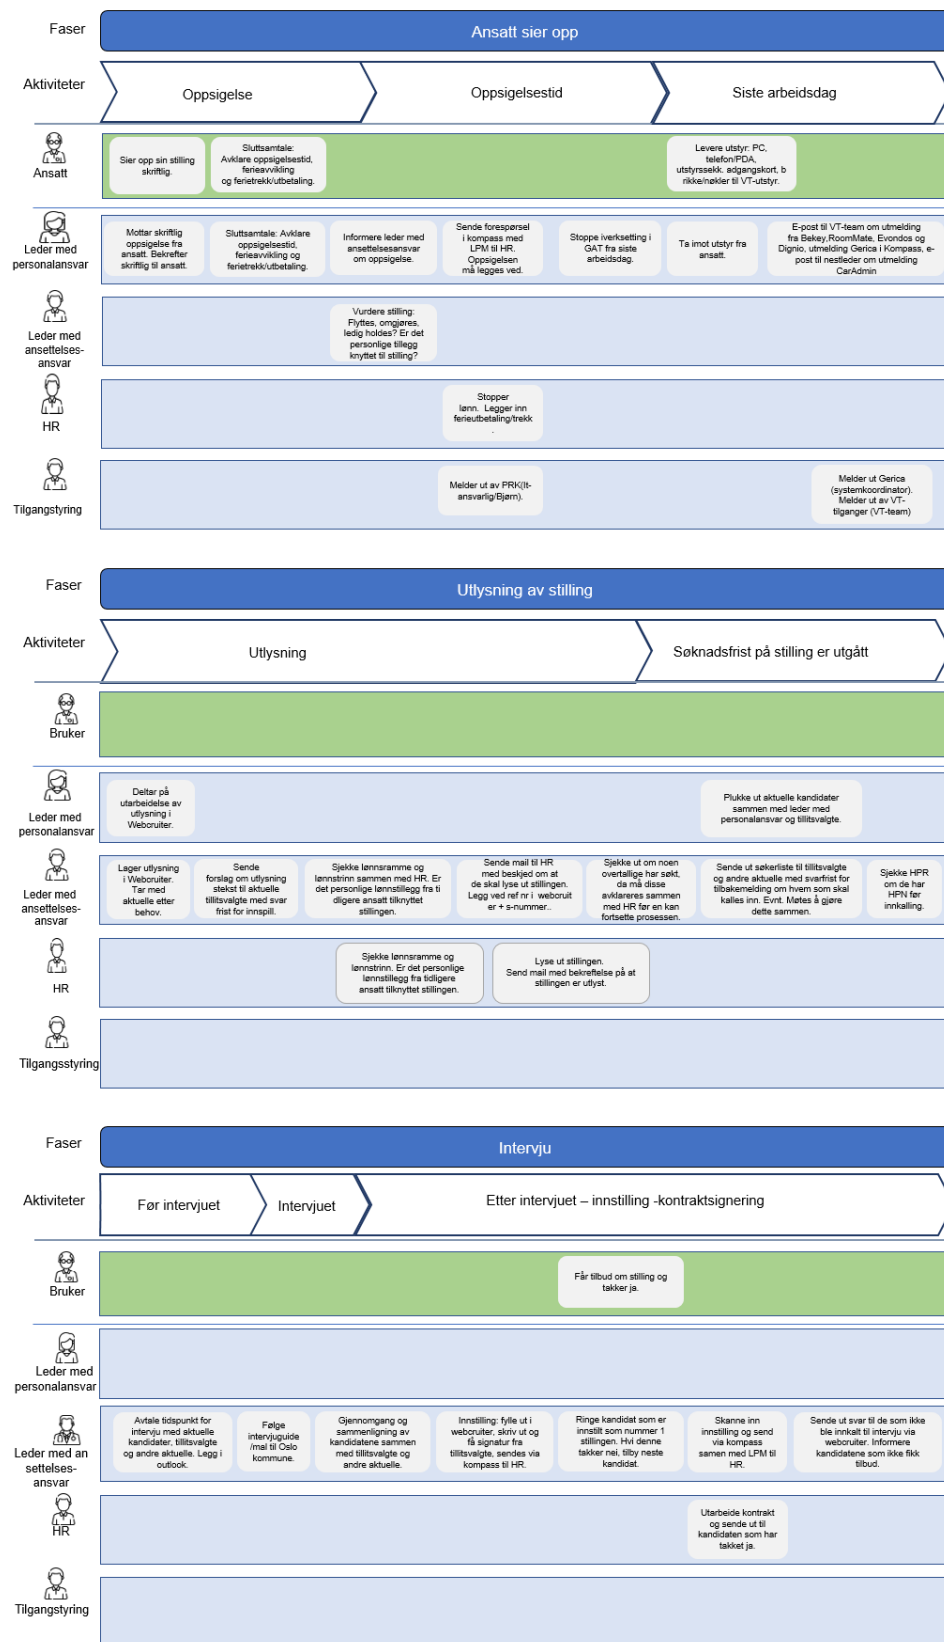 Faser
Ansatt sier opp
Aktiviteter
Oppsigelse
Oppsigelsestid
Siste arbeidsdag
Ansatt
Sier opp sin stilling
skriftlig.
Sluttsamtale:
Avklare oppsigelsestid,
ferieavvikling
og ferietrekk/utbetaling.
Levere utstyr: PC,
telefon/PDA,
utstyrssekk. adgangskort, b
rikke/nøkler til VT-utstyr.
Leder med
personalansvar
Mottar skriftlig
oppsigelse fra
ansatt. Bekrefter
skriftlig til ansatt.
Sluttsamtale: Avklare
oppsigelsestid,
ferieavvikling og
ferietrekk/utbetaling.
Informere leder med
ansettelsesansvar
om oppsigelse.
Sende forespørsel
i kompass med
LPM til HR.
Oppsigelsen
må legges ved.
Stoppe iverksetting i
GAT fra siste
arbeidsdag.
Ta imot utstyr fra
ansatt.
E-post til VT-team om utmelding
fra Bekey,RoomMate, Evondos og
Dignio, utmelding Gerica i Kompass, e-
post til nestleder om utmelding
CarAdmin
Leder med
ansettelses-
ansvar
Vurdere stilling:
Flyttes, omgjøres,
ledig holdes? Er det
personlige tillegg
knyttet til stilling?
HR
Stopper
lønn. Legger inn
ferieutbetaling/trekk
.
Tilgangstyring
Melder ut av PRK(It-
ansvarlig/Bjørn).
Melder ut Gerica
(systemkoordinator).
Melder ut av VT-
tilganger (VT-team)
Faser
Utlysning av stilling
Aktiviteter
Utlysning
Søknadsfrist på stilling er utgått
Bruker
Leder med
personalansvar
Deltar på
utarbeidelse av
utlysning i
Webcruiter.
Plukke ut aktuelle kandidater
sammen med leder med
personalansvar og tillitsvalgte.
Leder med
ansettelses-
ansvar
Lager utlysning
i Webcruiter.
Tar med
aktuelle etter
behov.
Sende
forslag om utlysning
stekst til aktuelle
tillitsvalgte med svar
frist for innspill.
Sjekke lønnsramme og
lønnstrinn sammen med HR. Er
det personlige lønnstillegg fra ti
dligere ansatt tilknyttet
stillingen.
Sende mail til HR
med beskjed om at
de skal lyse ut stillingen.
Legg ved ref nr i webcruit
er + s-nummer..
Sjekke ut om noen
overtallige har søkt,
da må disse
avklareres sammen
med HR før en kan
fortsette prosessen.
Sende ut søkerliste til tillitsvalgte
og andre aktuelle med svarfrist for
tilbakemelding om hvem som skal
kalles inn. Evnt. Møtes å gjøre
dette sammen.
Sjekke HPR
om de har
HPN før
innkalling.
HR
Sjekke lønnsramme og
lønnstrinn. Er det personlige
lønnstillegg fra tidligere
ansatt tilknyttet stillingen.
Lyse ut stillingen.
Send mail med bekreftelse på at
stillingen er utlyst.
Tilgangsstyring
Faser
Intervju
Aktiviteter
Før intervjuet
Intervjuet
Etter intervjuet – innstilling -kontraktsignering
Bruker
Får tilbud om stilling og
takker ja.
Leder med
personalansvar
Leder med an
settelses-
ansvar
Avtale tidspunkt for
intervju med aktuelle
kandidater, tillitsvalgte
og andre aktuelle. Legg i
outlook.
Følge
intervjuguide
/mal til Oslo
kommune.
Gjennomgang og
sammenligning av
kandidatene sammen
med tillitsvalgte og
andre aktuelle.
Innstilling: fylle ut i
webcruiter, skriv ut og
få signatur fra
tillitsvalgte, sendes via
kompass til HR.
Ringe kandidat som er
innstilt som nummer 1
stillingen. Hvi denne
takker nei, tilby neste
kandidat.
Skanne inn
innstilling og send
via kompass
samen med LPM til
HR.
Sende ut svar til de som ikke
ble innkalt til intervju via
webcruiter. Informere
kandidatene som ikke fikk
tilbud.
HR
Utarbeide kontrakt
og sende ut til
kandidaten som har
takket ja.
Tilgangstyring